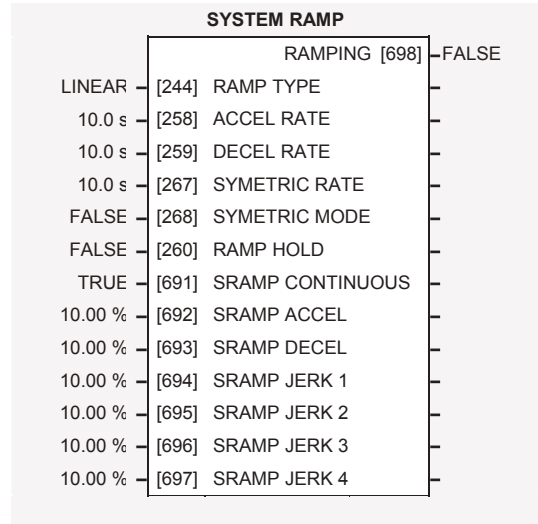 SYSTEM RAMP
RAMPING [698] FALSE
LINEAR [244] RAMP TYPE
10.0 s [258] ACCEL RATE
10.0 s [259] DECEL RATE
10.0 s [267] SYMETRIC RATE
FALSE [268] SYMETRIC MODE
FALSE [260] RAMP HOLD
TRUE [691] SRAMP CONTINUOUS
10.00 % [692] SRAMP ACCEL
10.00 % [693] SRAMP DECEL
10.00 % [694] SRAMP JERK 1
10.00 % [695] SRAMP JERK 2
10.00 % [696] SRAMP JERK 3
10.00 % [697] SRAMP JERK 4